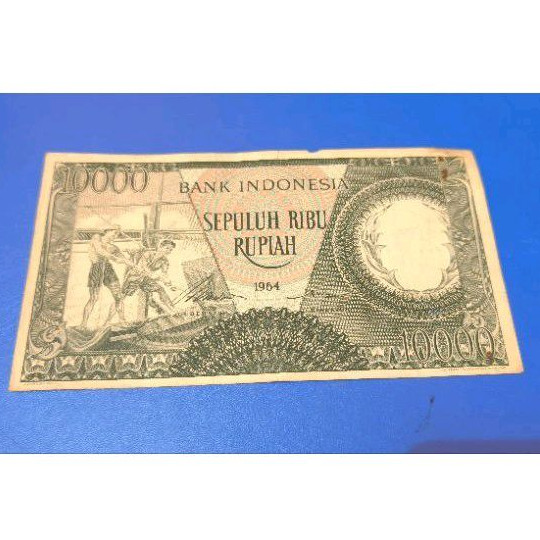 10000
BANK INDONESIA
SEPULUH RIBU
RUPIAH
1964
10000